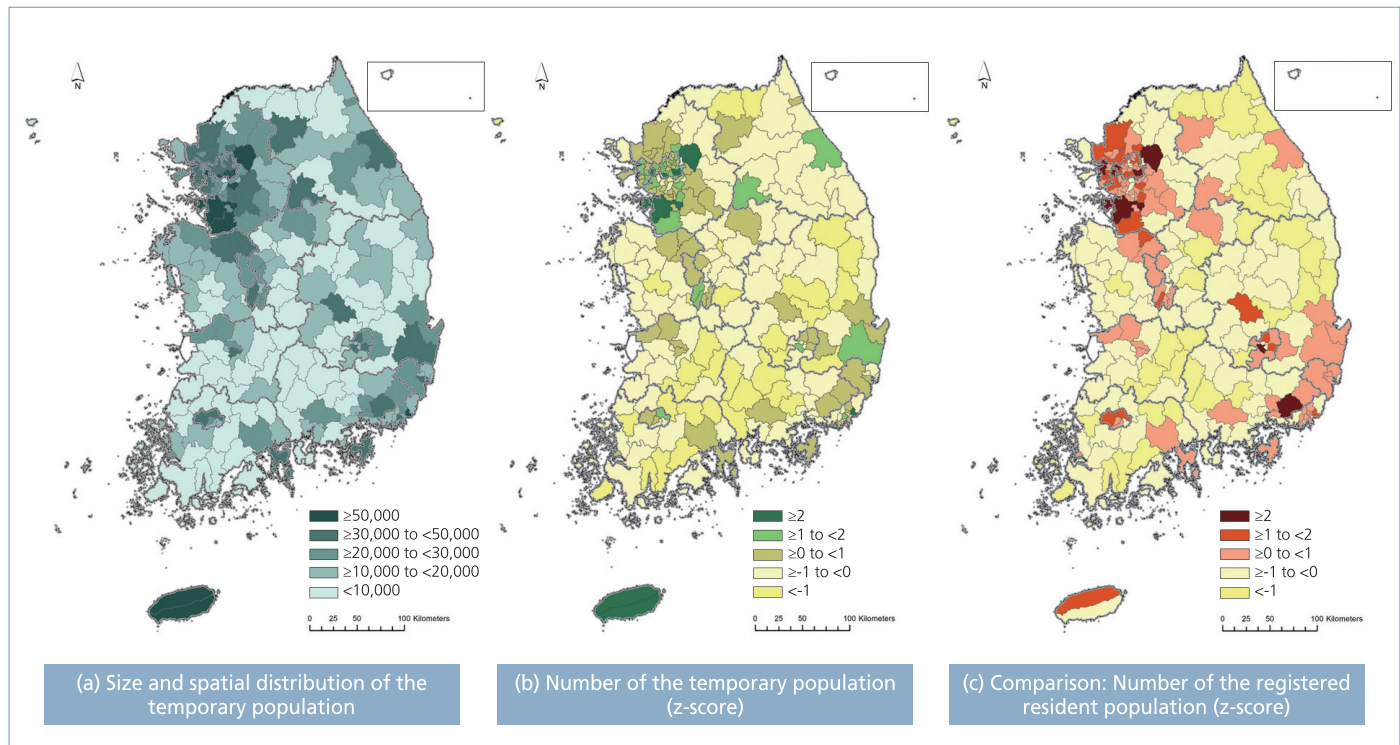 N
≥50,000
≥30,000 to <50,000
≥20,000 to <30,000
≥10,000 to <20,000
<10,000
0 25 50 100 Kilometers
(a) Size and spatial distribution of the
temporary population
N
≥2
≥1 to <2
≥0 to <1
≥-1 to <0
<-1
0 25 50 100 Kilometers
(b) Number of the temporary population
(z-score)
N
≥2
≥1 to <2
≥0 to <1
≥-1 to <0
<-1
0 25 50 100 Kilometers
(c) Comparison: Number of the registered
resident population (z-score)